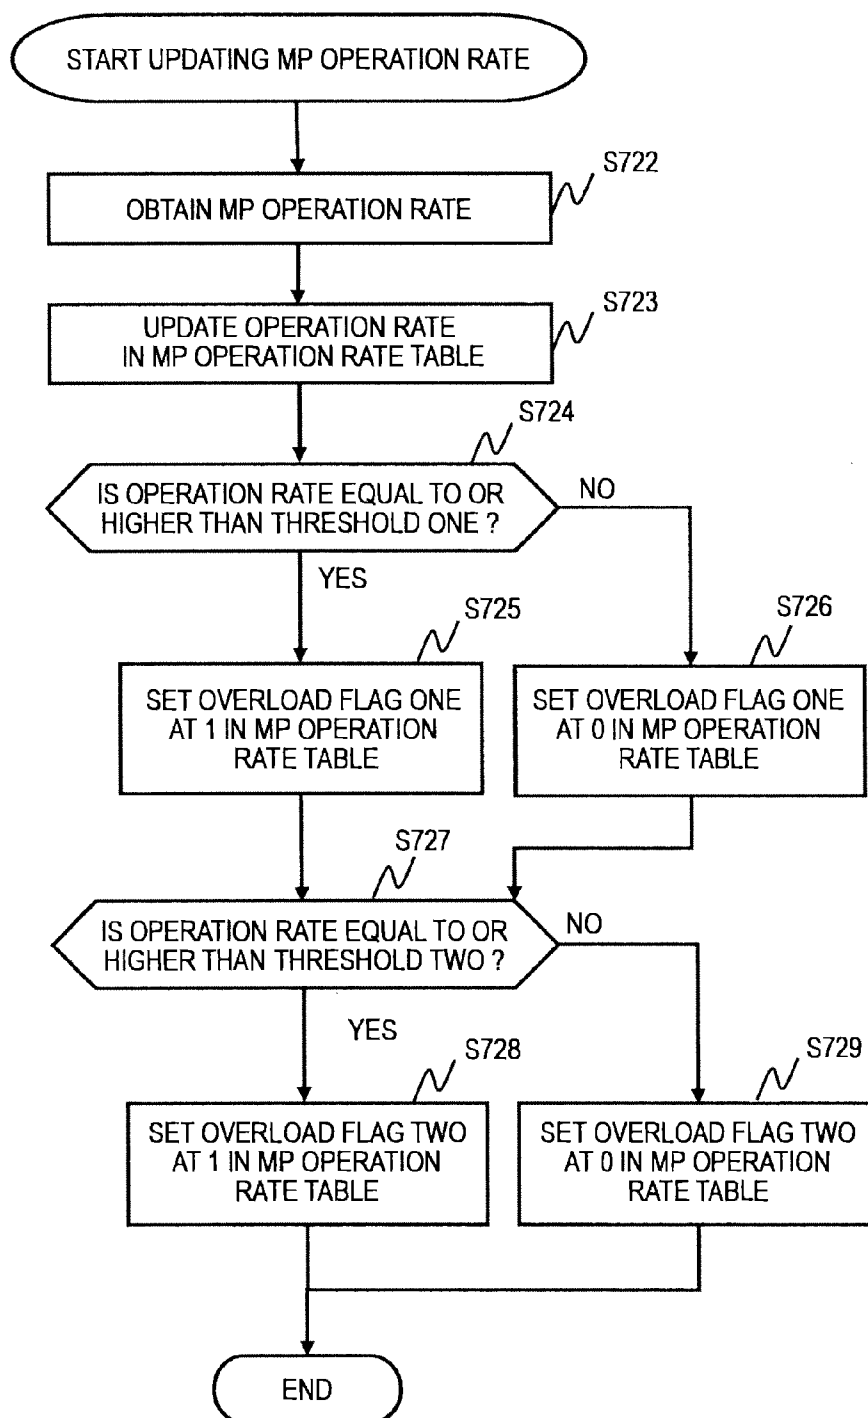 START UPDATING MP OPERATION RATE
S722
OBTAIN MP OPERATION RATE
S723
UPDATE OPERATION RATE
IN MP OPERATION RATE TABLE
S724
IS OPERATION RATE EQUAL TO OR
HIGHER THAN THRESHOLD ONE ?
NO
YES
S725
S726
SET OVERLOAD FLAG ONE
AT 1 IN MP OPERATION
RATE TABLE
SET OVERLOAD FLAG ONE
AT 0 IN MP OPERATION
RATE TABLE
S727
IS OPERATION RATE EQUAL TO OR
HIGHER THAN THRESHOLD TWO ?
NO
YES
S728
S729
SET OVERLOAD FLAG TWO
AT 1 IN MP OPERATION
RATE TABLE
SET OVERLOAD FLAG TWO
AT 0 IN MP OPERATION
RATE TABLE
END